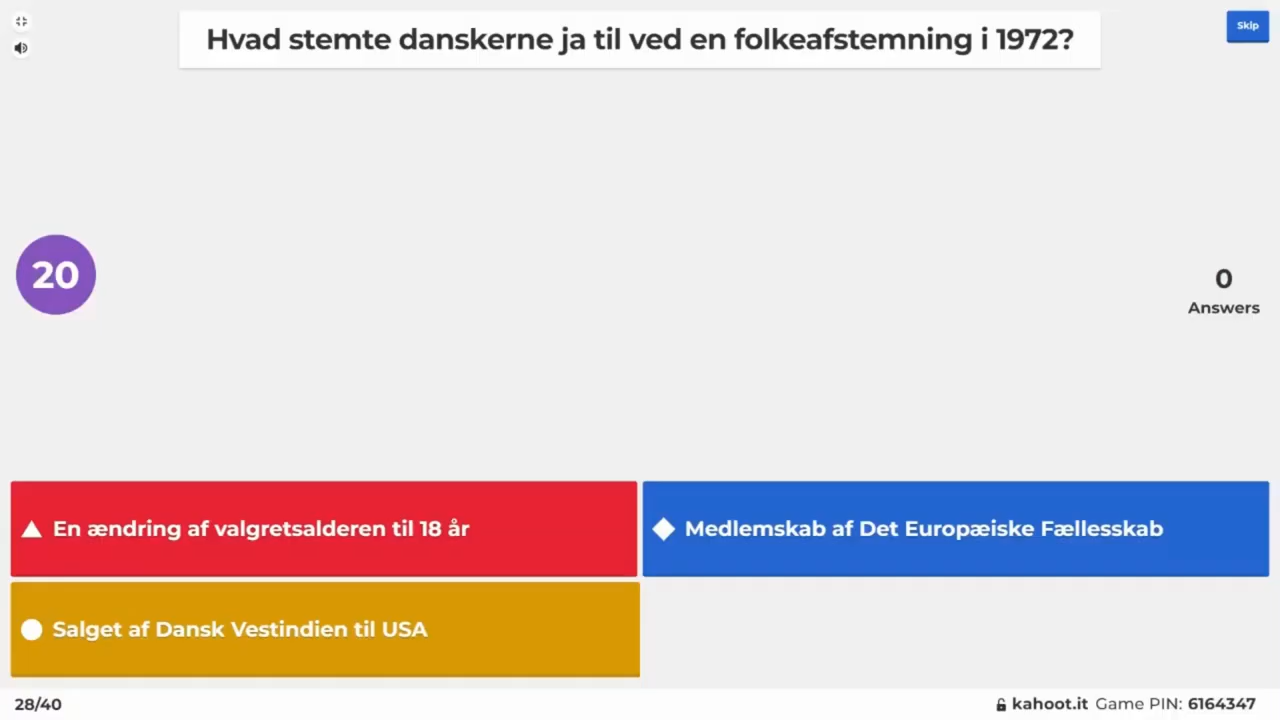 Hvad stemte danskerne ja til ved en folkeafstemning i 1972?
Skip
20
0
Answers
En ændring af valgretsalderen til 18 år
Medlemskab af Det Europæiske Fællesskab
Salget af Dansk Vestindien til USA
28/40
kahoot.it Game PIN: 6164347